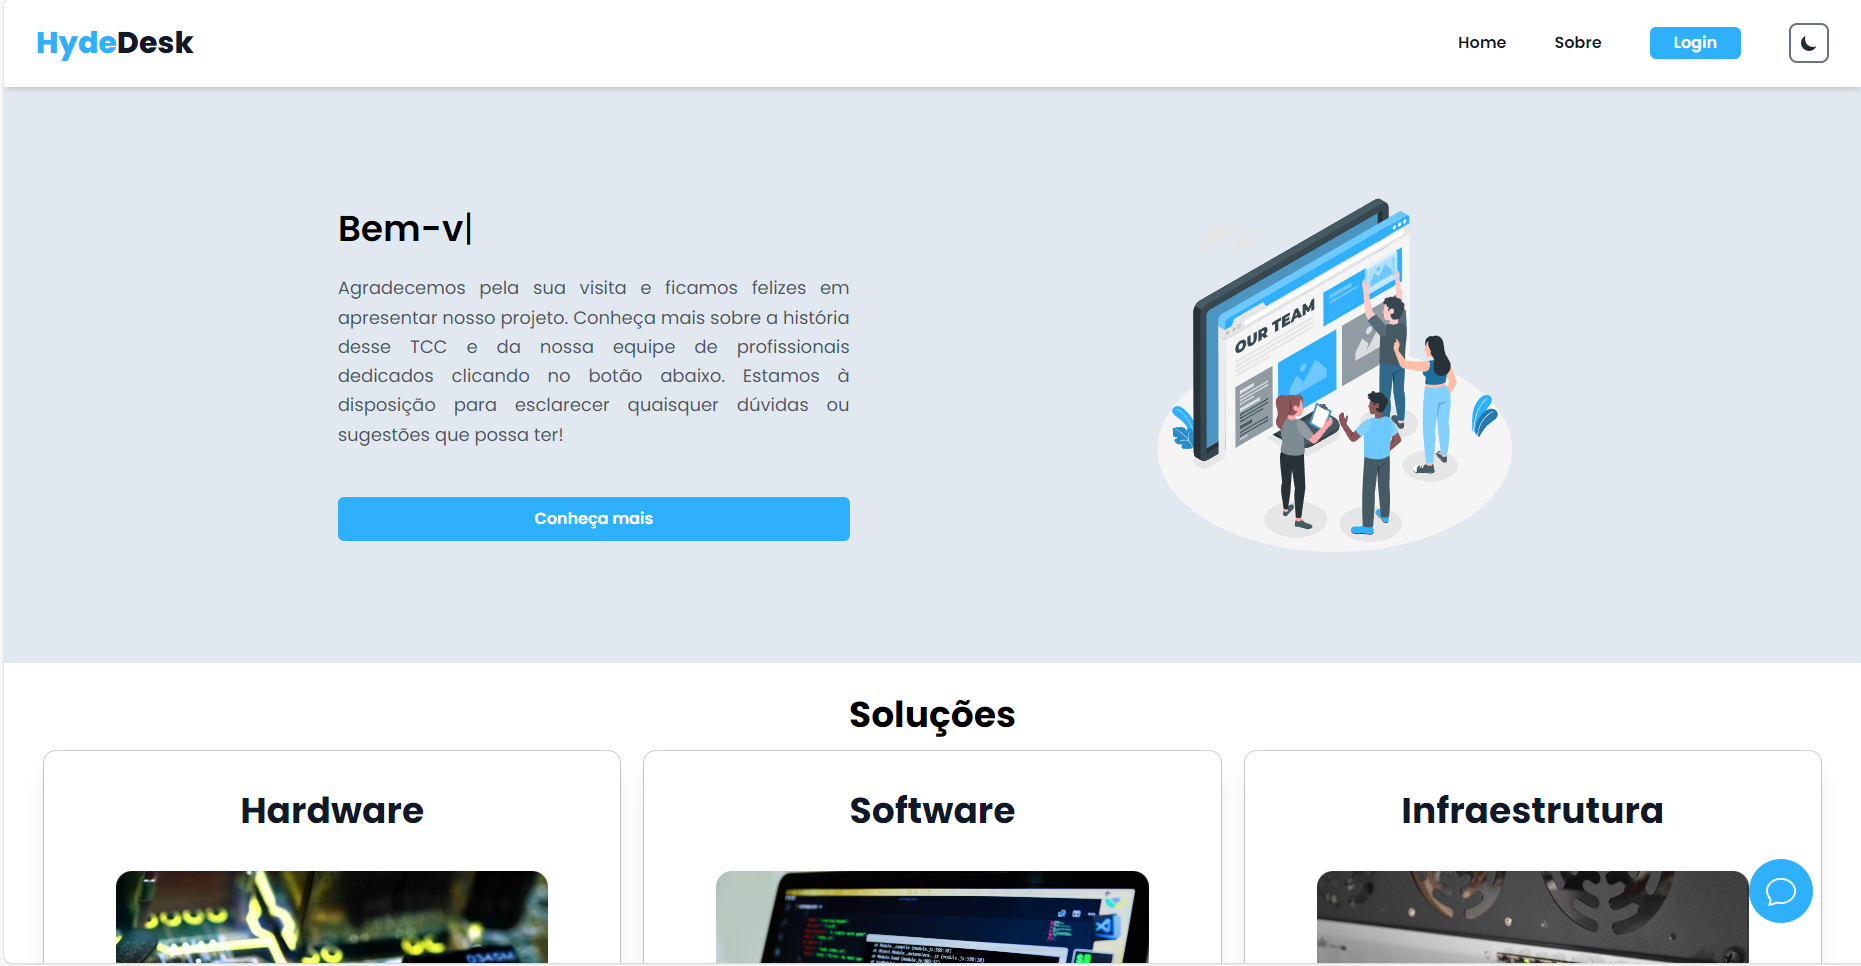 HydeDesk
Home
Sobre
Login
Bem-v|
Agradecemos pela sua visita e ficamos felizes em
apresentar nosso projeto. Conheça mais sobre a história
desse TCC e da nossa equipe de profissionais
dedicados clicando no botão abaixo. Estamos à
disposição para esclarecer quaisquer dúvidas ou
sugestões que possa ter!
Conheça mais
OUR TEAM
Soluções
Hardware
Software
Infraestrutura